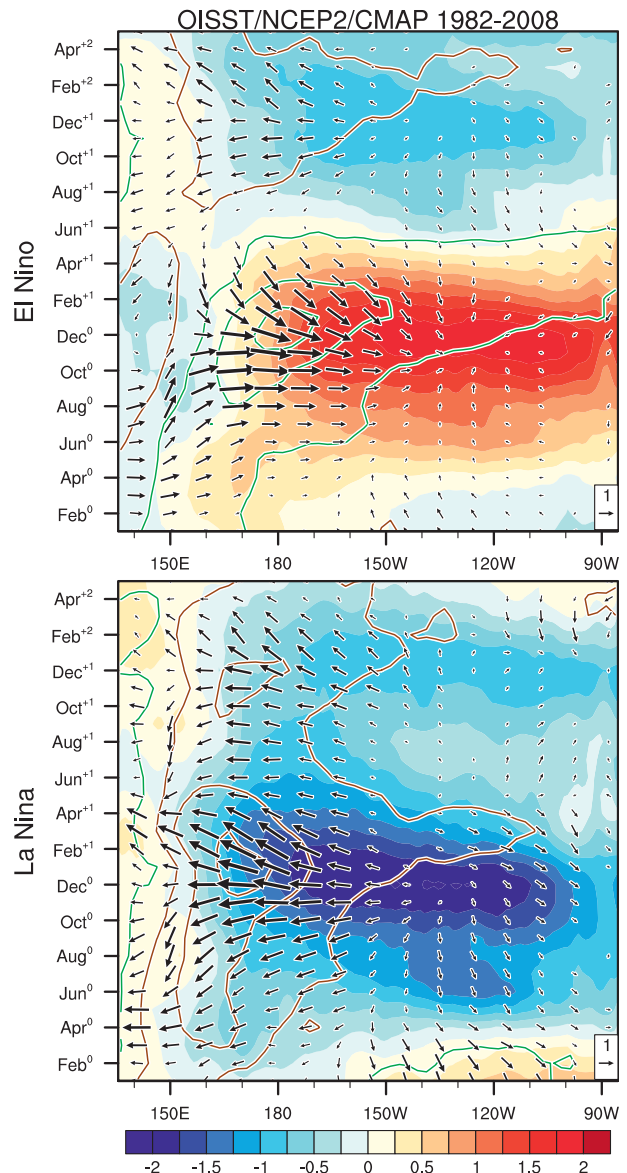 OISST/NCEP2/CMAP 1982-2008
El Nino
Apr+2
Feb+2
Dec+1
Oct+1
Aug+1
Jun+1
Apr+1
Feb+1
Dec0
Oct0
Aug0
Jun0
Apr0
Feb0
1
150E 180 150W 120W 90W
La Nina
Apr+2
Feb+2
Dec+1
Oct+1
Aug+1
Jun+1
Apr+1
Feb+1
Dec0
Oct0
Aug0
Jun0
Apr0
Feb0
1
150E 180 150W 120W 90W
-2 -1.5 -1 -0.5 0 0.5 1 1.5 2